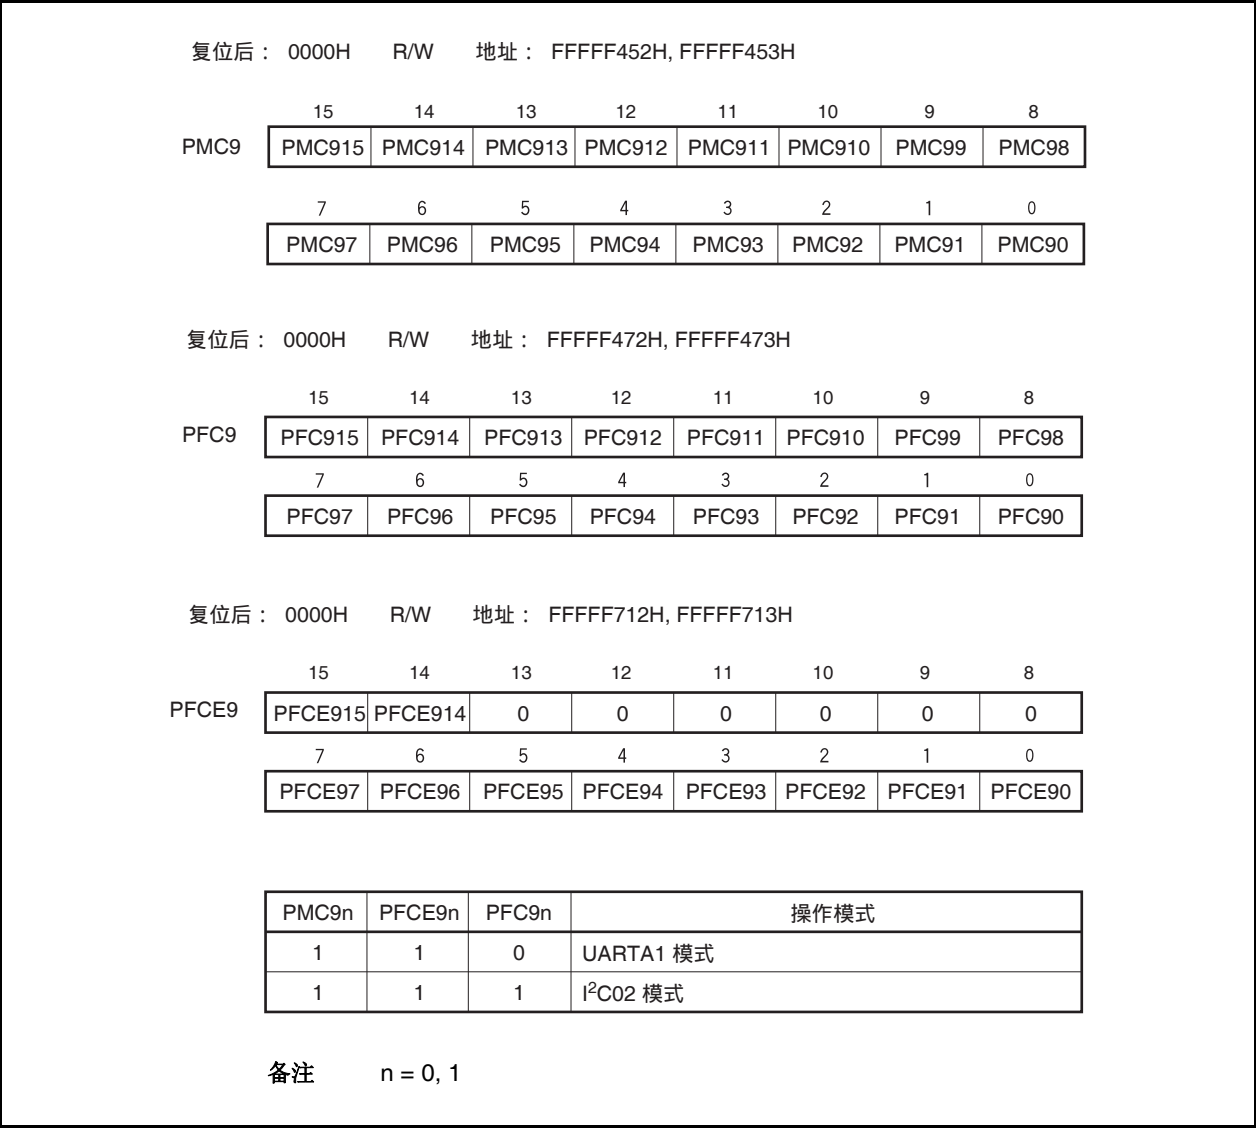 复位后： 0000H R/W 地址： FFFFF452H, FFFFF453H
15 14 13 12 11 10 9 8
PMC9 PMC915 PMC914 PMC913 PMC912 PMC911 PMC910 PMC99 PMC98
7 6 5 4 3 2 1 0
PMC97 PMC96 PMC95 PMC94 PMC93 PMC92 PMC91 PMC90
复位后： 0000H R/W 地址： FFFFF472H, FFFFF473H
15 14 13 12 11 10 9 8
PFC9 PFC915 PFC914 PFC913 PFC912 PFC911 PFC910 PFC99 PFC98
7 6 5 4 3 2 1 0
PFC97 PFC96 PFC95 PFC94 PFC93 PFC92 PFC91 PFC90
复位后： 0000H R/W 地址： FFFFF712H, FFFFF713H
15 14 13 12 11 10 9 8
PFCE9 PFCE915 PFCE914 0 0 0 0 0 0
7 6 5 4 3 2 1 0
PFCE97 PFCE96 PFCE95 PFCE94 PFCE93 PFCE92 PFCE91 PFCE90
PMC9n PFCE9n PFC9n 操作模式
1 1 0 UARTA1 模式
1 1 1 I²C02 模式
备注 n = 0, 1